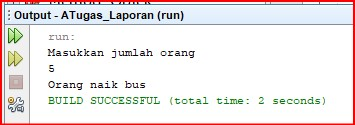 Output - ATugas_Laporan (run)
run:
Masukkan jumlah orang
5
Orang naik bus
BUILD SUCCESSFUL (total time: 2 seconds)